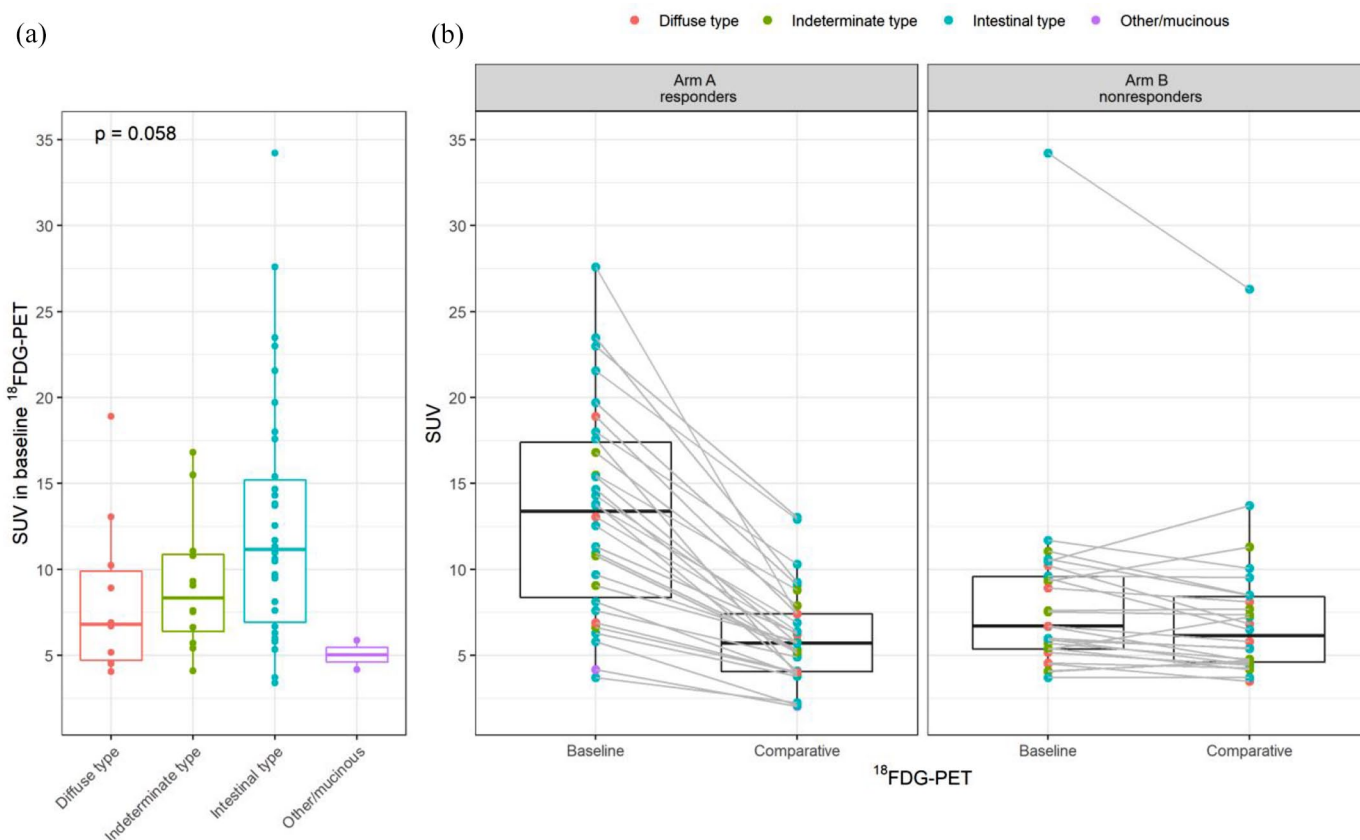 (a)
p = 0.058
SUV in baseline ¹⁸FDG-PET
35
30
25
20
15
10
5
Diffuse type
Indeterminate type
Intestinal type
Other/mucinous
(b)
Diffuse type Indeterminate type Intestinal type Other/mucinous
Arm A
responders
Arm B
nonresponders
SUV
35
30
25
20
15
10
5
Baseline Comparative Baseline Comparative
¹⁸FDG-PET